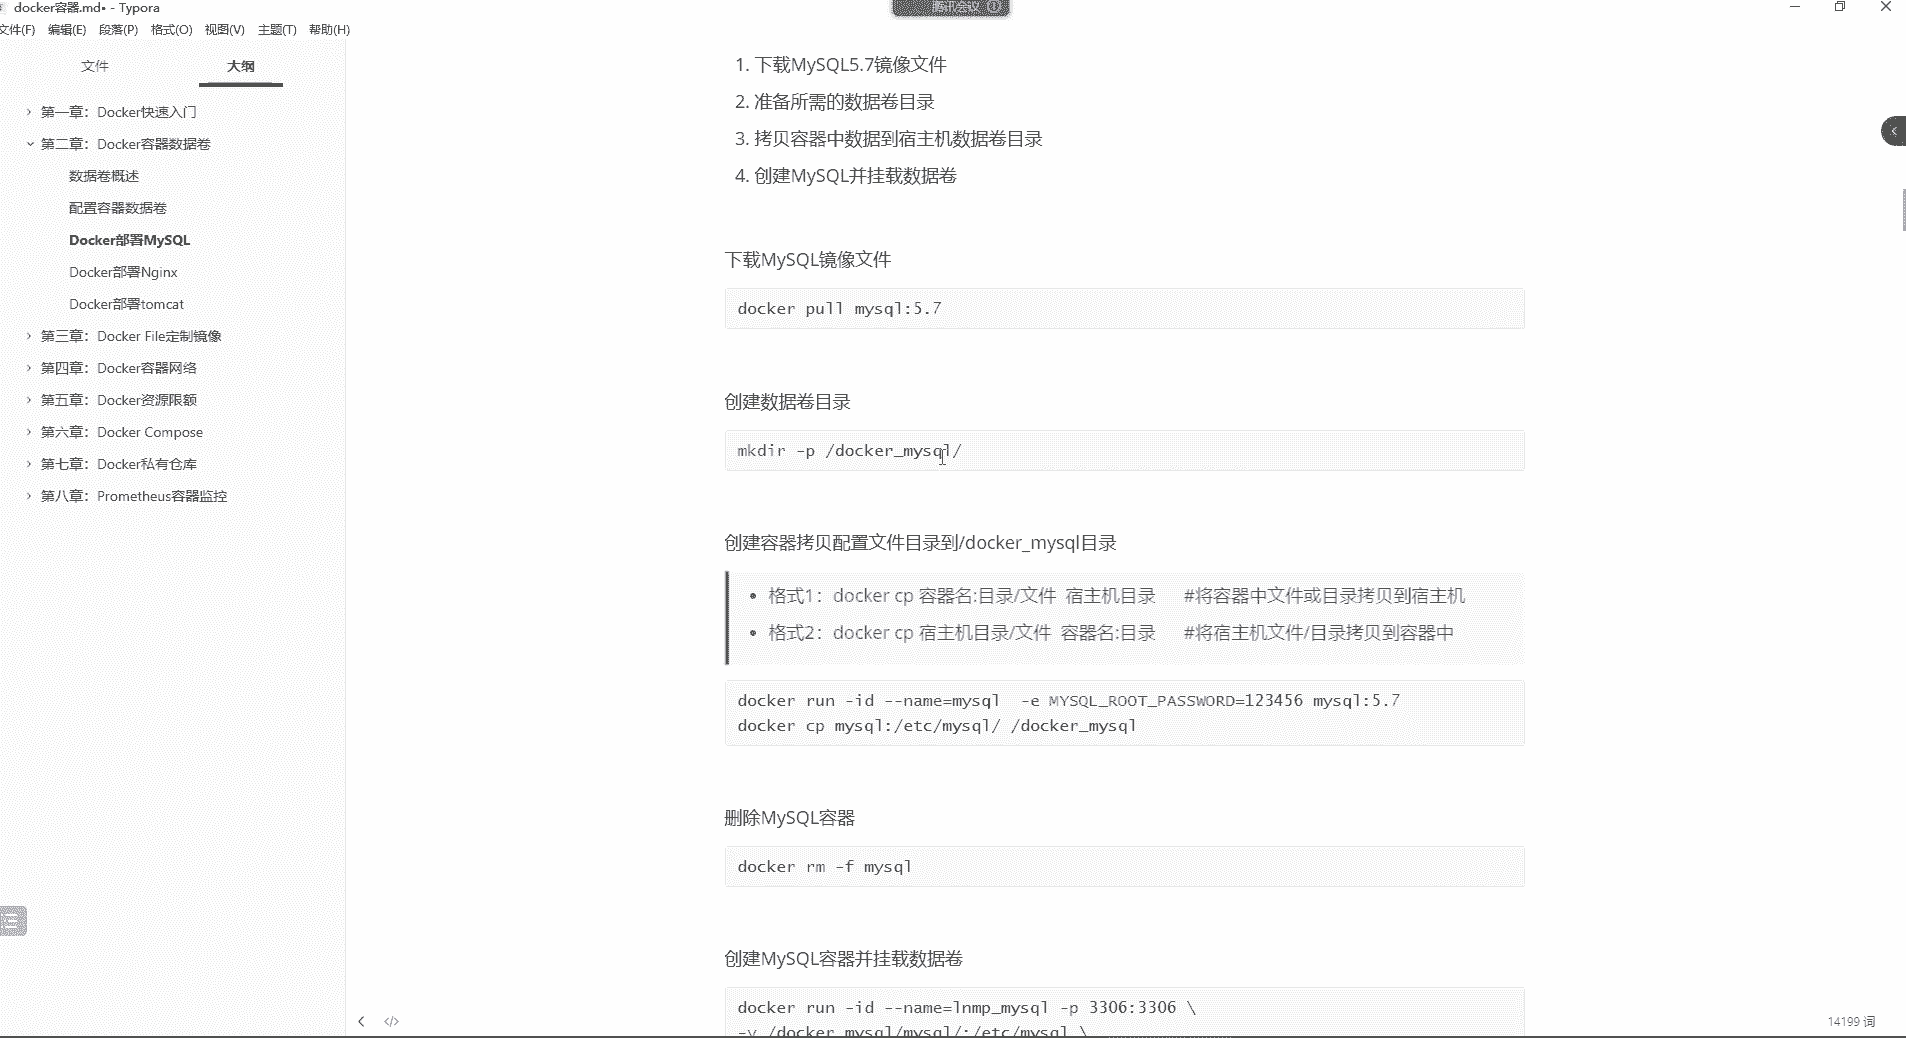 docker容器.md• - Typora
腾讯会议
文件(F) 编辑(E) 段落(P) 格式(O) 视图(V) 主题(T) 帮助(H)
文件 大纲
第一章：Docker快速入门
第二章：Docker容器数据卷
数据卷概述
配置容器数据卷
Docker部署MySQL
Docker部署Nginx
Docker部署tomcat
第三章：Docker File定制镜像
第四章：Docker容器网络
第五章：Docker资源限额
第六章：Docker Compose
第七章：Docker私有仓库
第八章：Prometheus容器监控
1. 下载MySQL5.7镜像文件
2. 准备所需的数据卷目录
3. 拷贝容器中数据到宿主机数据卷目录
4. 创建MySQL并挂载数据卷
下载MySQL镜像文件
docker pull mysql:5.7
创建数据卷目录
mkdir -p /docker_mysql/
创建容器拷贝配置文件目录到/docker_mysql目录
• 格式1：docker cp 容器名:目录/文件 宿主机目录 #将容器中文件或目录拷贝到宿主机
• 格式2：docker cp 宿主机目录/文件 容器名:目录 #将宿主机文件/目录拷贝到容器中
docker run -id --name=mysql -e MYSQL_ROOT_PASSWORD=123456 mysql:5.7
docker cp mysql:/etc/mysql/ /docker_mysql
删除MySQL容器
docker rm -f mysql
创建MySQL容器并挂载数据卷
docker run -id --name=lnmp_mysql -p 3306:3306 \
-v /docker_mysql/mysql/:/etc/mysql \
14199 词